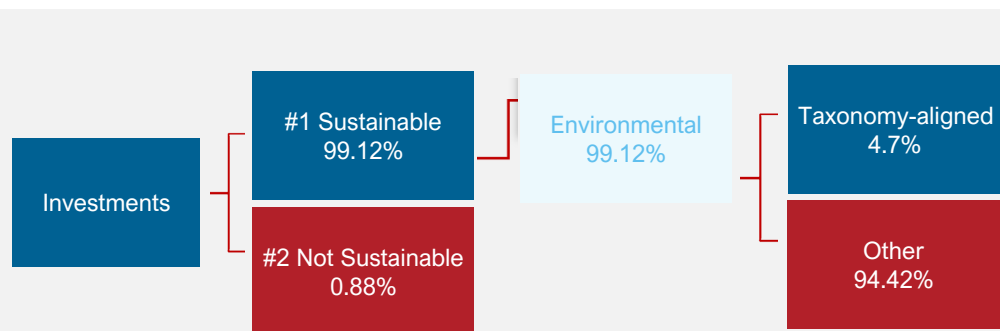 Investments
#1 Sustainable
99.12%
#2 Not Sustainable
0.88%
Environmental
99.12%
Taxonomy-aligned
4.7%
Other
94.42%